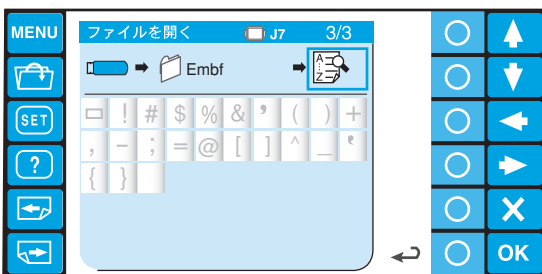 MENU
ファイルを開く J7 3/3
Embf
A
Z
! # $ % & ’ ( ) +
SET
, - ; = @ [ ] ^ _ ‘
?
{ }
OK